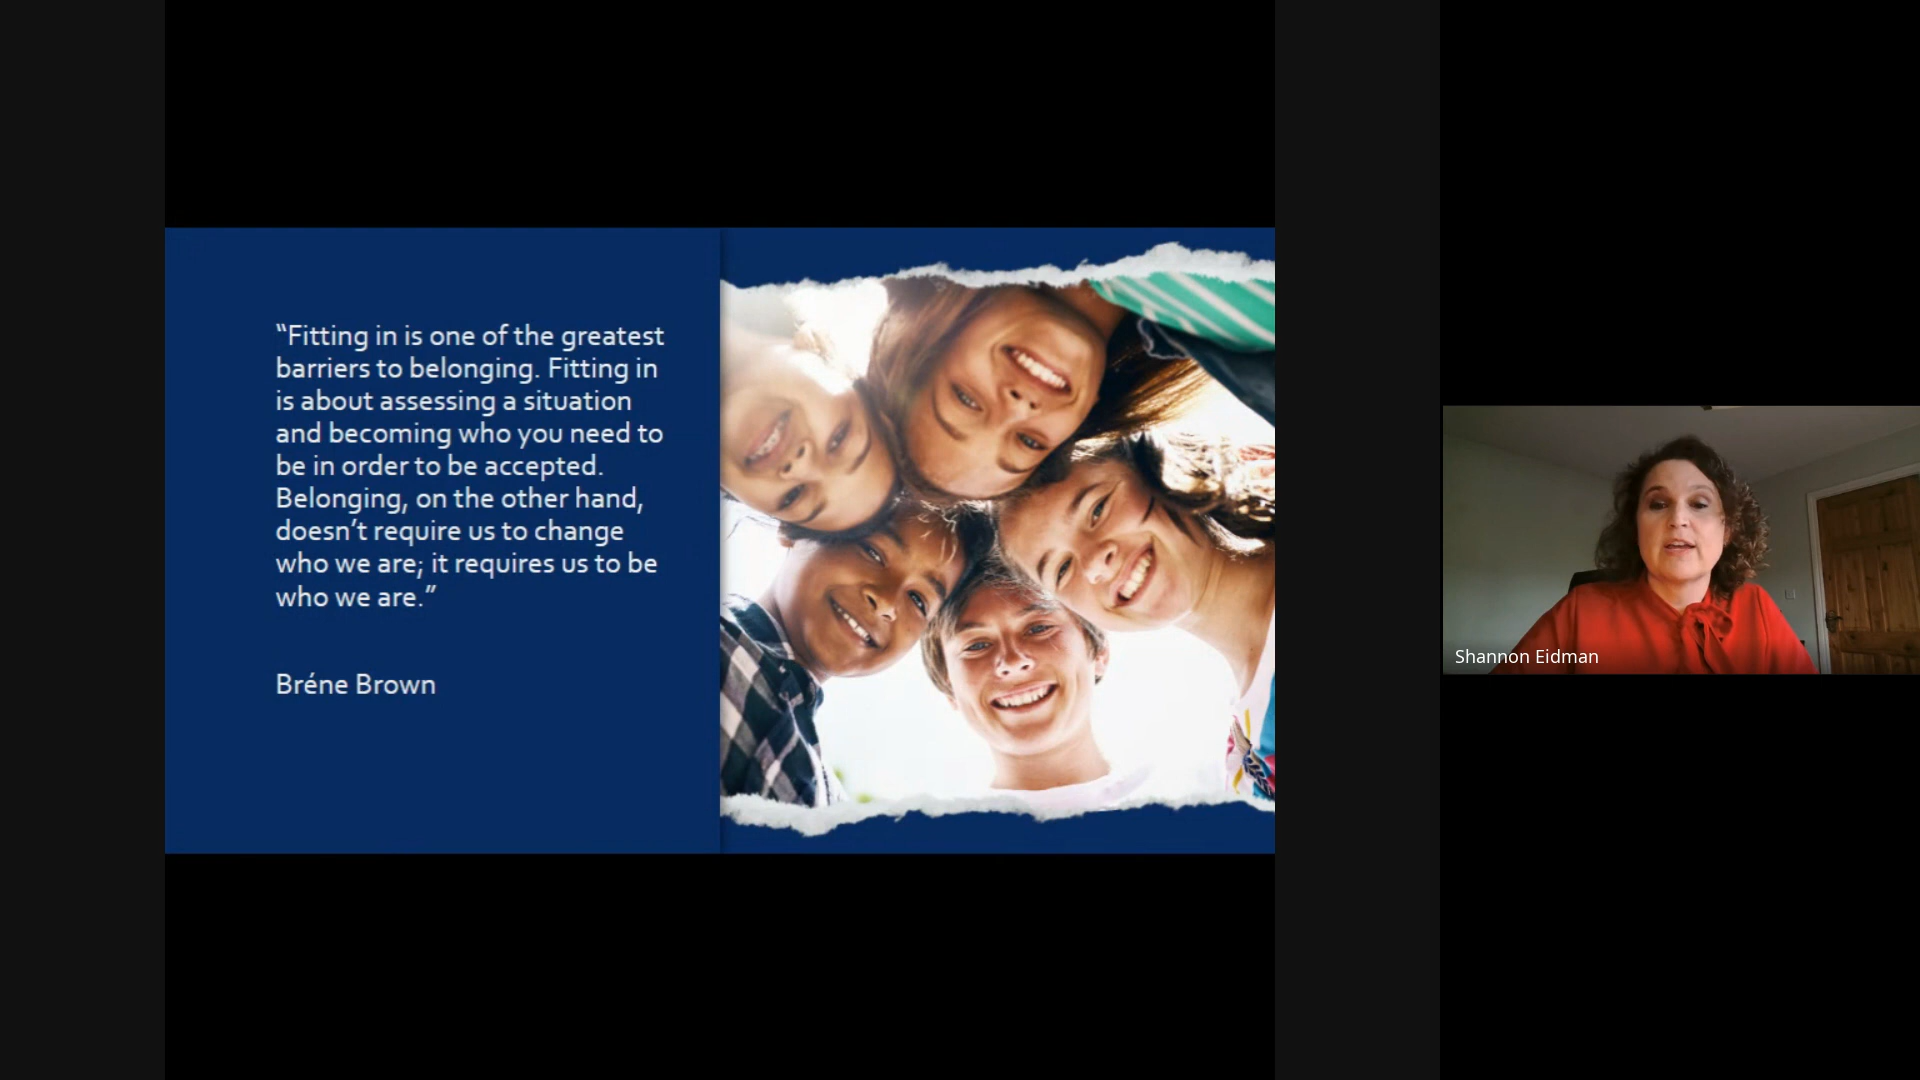 “Fitting in is one of the greatest
barriers to belonging. Fitting in
is about assessing a situation
and becoming who you need to
be in order to be accepted.
Belonging, on the other hand,
doesn’t require us to change
who we are; it requires us to be
who we are.”
Bréne Brown
Shannon Eidman